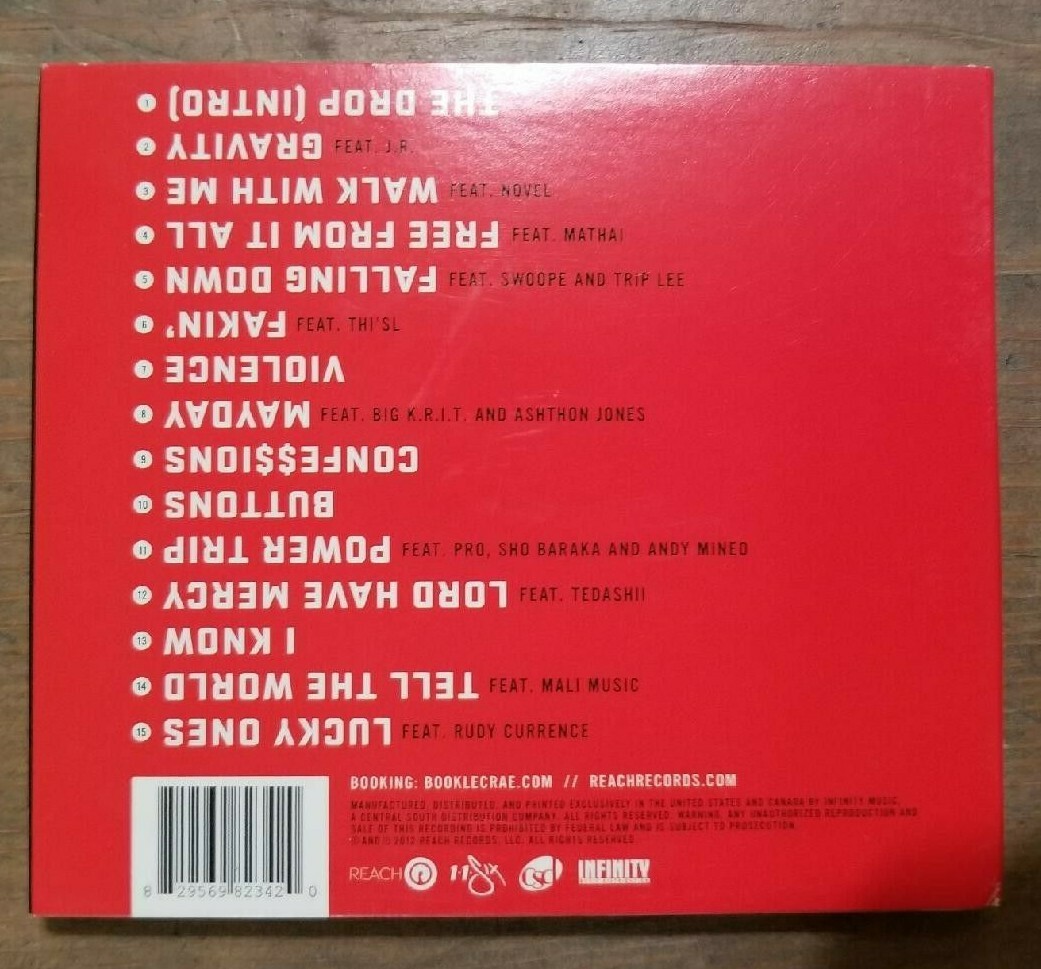 1 THE DROP (INTRO)
2 GRAVITY FEAT. J.R.
3 WALK WITH ME FEAT. NOVEL
4 FREE FROM IT ALL FEAT. MATHAI
5 FALLING DOWN FEAT. SWOOPE AND TRIP LEE
6 FAKIN' FEAT. THI'SL
7 VIOLENCE
8 MAYDAY FEAT. BIG K.R.I.T. AND ASHTHON JONES
9 CONFE$$IONS
10 BUTTONS
11 POWER TRIP FEAT. PRO, SHO BARAKA AND ANDY MINEO
12 LORD HAVE MERCY FEAT. TEDASHII
13 I KNOW
14 TELL THE WORLD FEAT. MALI MUSIC
15 LUCKY ONES FEAT. RUDY CURRENCE
BOOKING: BOOKLECRAE.COM // REACHRECORDS.COM
MANUFACTURED, DISTRIBUTED, AND PRINTED EXCLUSIVELY IN THE UNITED STATES AND CANADA BY INFINITY MUSIC,
A CENTRAL SOUTH DISTRIBUTION COMPANY. ALL RIGHTS RESERVED. WARNING. ANY UNAUTHORIZED REPRODUCTION AND
SALE OF THIS RECORDING IS PROHIBITED BY FEDERAL LAW AND IS SUBJECT TO PROSECUTION.
℗ AND © 2012 REACH RECORDS, LLC. ALL RIGHTS RESERVED.
8 29569 82342 0
REACH 116 INFINITY